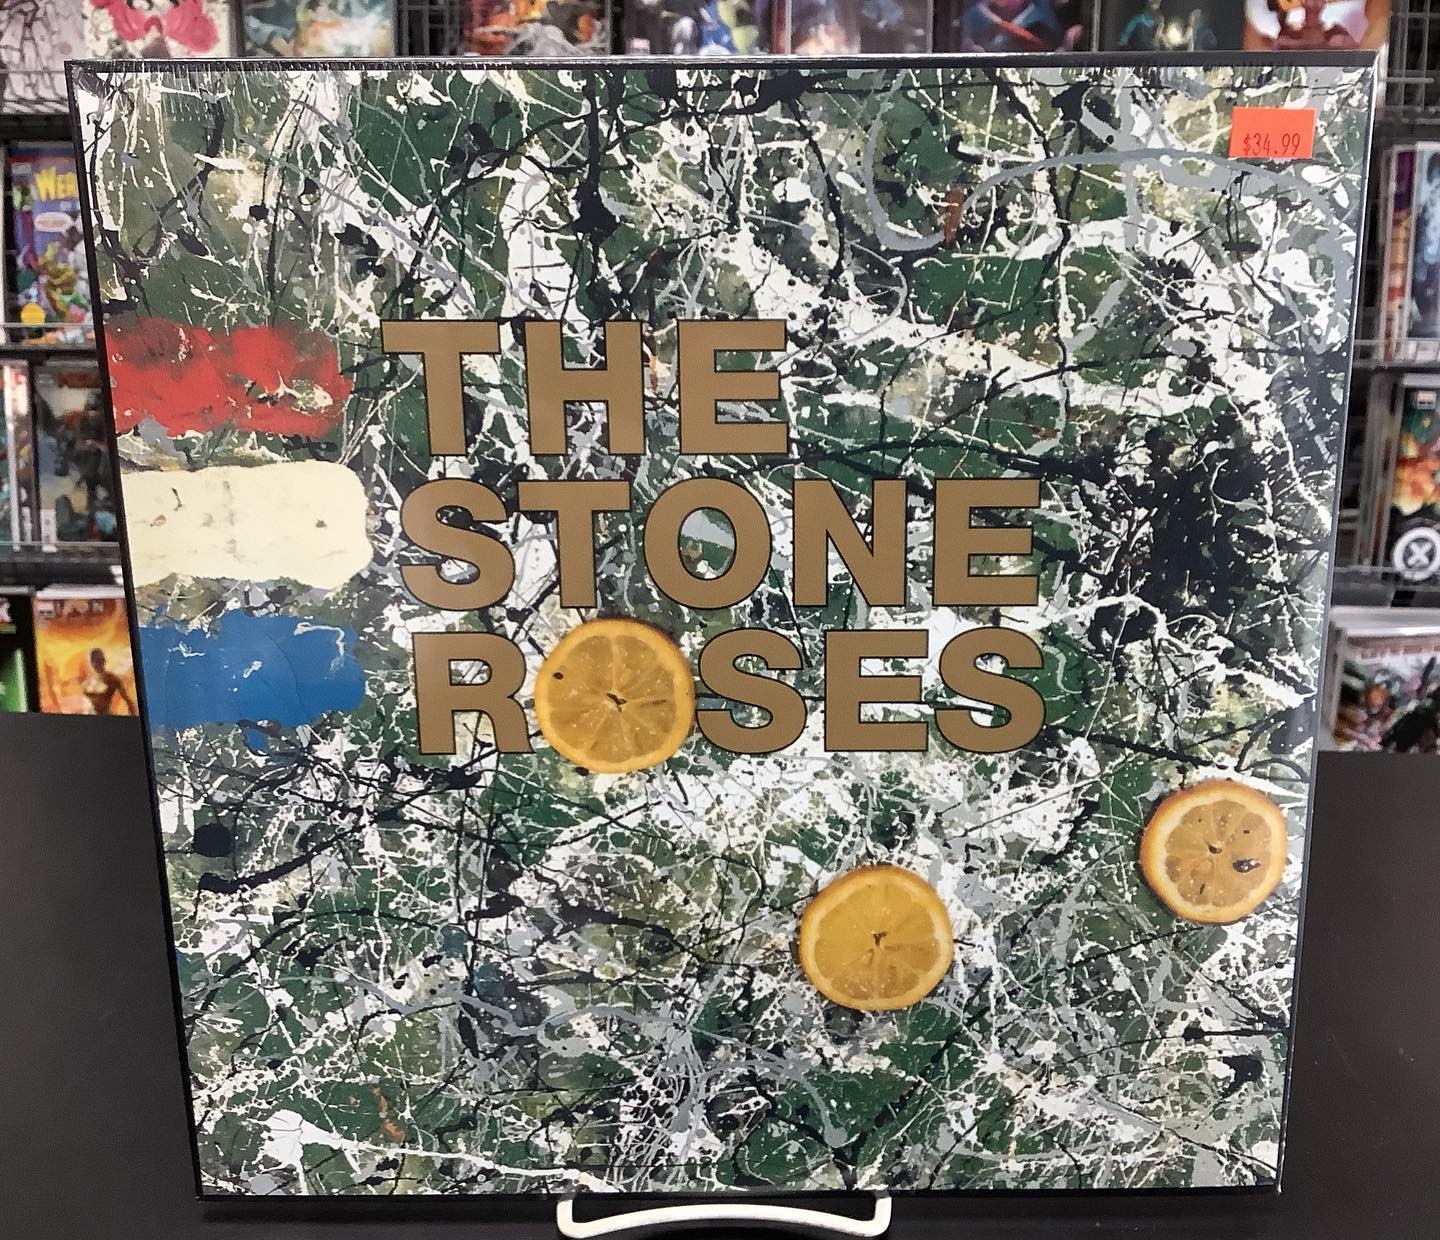 $34.99
THE
STONE
ROSES